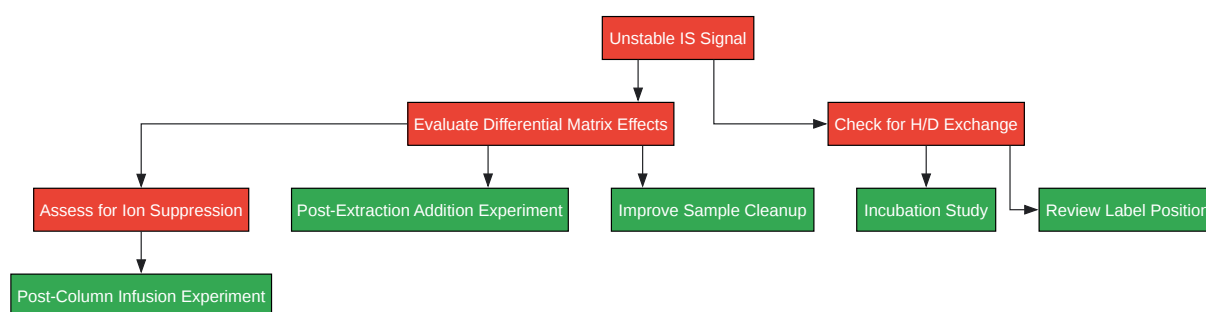 Unstable IS Signal
Evaluate Differential Matrix Effects
Check for H/D Exchange
Assess for Ion Suppression
Post-Extraction Addition Experiment
Improve Sample Cleanup
Incubation Study
Review Label Position
Post-Column Infusion Experiment